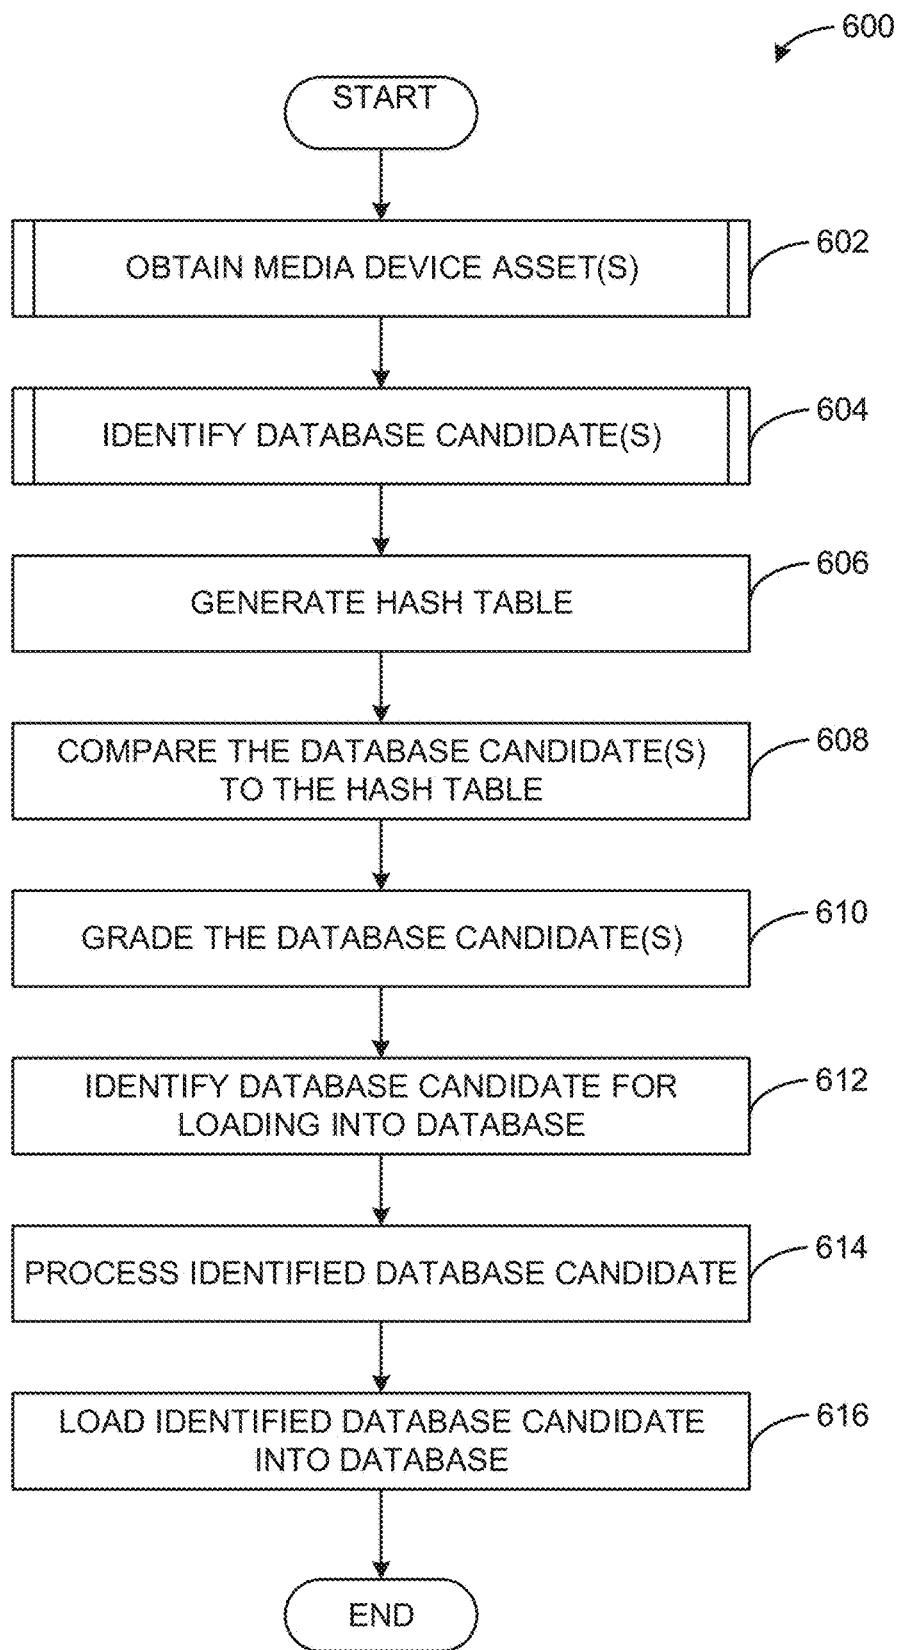 600
START
OBTAIN MEDIA DEVICE ASSET(S)
602
IDENTIFY DATABASE CANDIDATE(S)
604
GENERATE HASH TABLE
606
COMPARE THE DATABASE CANDIDATE(S)
TO THE HASH TABLE
608
GRADE THE DATABASE CANDIDATE(S)
610
IDENTIFY DATABASE CANDIDATE FOR
LOADING INTO DATABASE
612
PROCESS IDENTIFIED DATABASE CANDIDATE
614
LOAD IDENTIFIED DATABASE CANDIDATE
INTO DATABASE
616
END